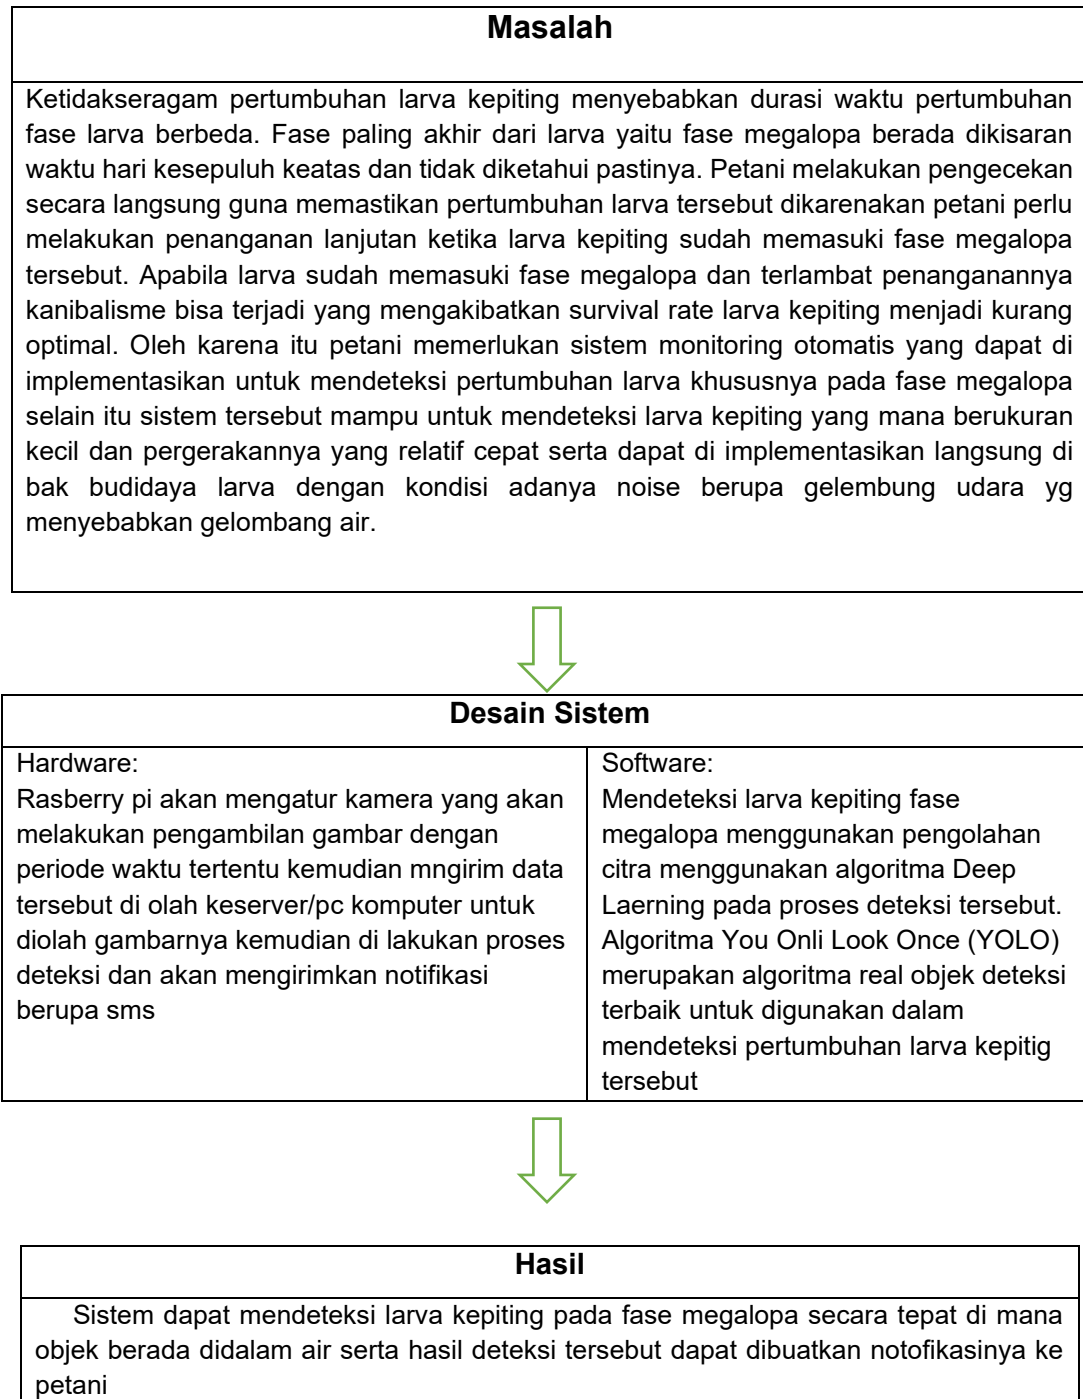 Masalah
Ketidakseragam pertumbuhan larva kepiting menyebabkan durasi waktu pertumbuhan
fase larva berbeda. Fase paling akhir dari larva yaitu fase megalopa berada dikisaran
waktu hari kesepuluh keatas dan tidak diketahui pastinya. Petani melakukan pengecekan
secara langsung guna memastikan pertumbuhan larva tersebut dikarenakan petani perlu
melakukan penanganan lanjutan ketika larva kepiting sudah memasuki fase megalopa
tersebut. Apabila larva sudah memasuki fase megalopa dan terlambat penanganannya
kanibalisme bisa terjadi yang mengakibatkan survival rate larva kepiting menjadi kurang
optimal. Oleh karena itu petani memerlukan sistem monitoring otomatis yang dapat di
implementasikan untuk mendeteksi pertumbuhan larva khususnya pada fase megalopa
selain itu sistem tersebut mampu untuk mendeteksi larva kepiting yang mana berukuran
kecil dan pergerakannya yang relatif cepat serta dapat di implementasikan langsung di
bak budidaya larva dengan kondisi adanya noise berupa gelembung udara yg
menyebabkan gelombang air.
Desain Sistem
Hardware:
Rasberry pi akan mengatur kamera yang akan
melakukan pengambilan gambar dengan
periode waktu tertentu kemudian mngirim data
tersebut di olah keserver/pc komputer untuk
diolah gambarnya kemudian di lakukan proses
deteksi dan akan mengirimkan notifikasi
berupa sms
Software:
Mendeteksi larva kepiting fase
megalopa menggunakan pengolahan
citra menggunakan algoritma Deep
Laerning pada proses deteksi tersebut.
Algoritma You Onli Look Once (YOLO)
merupakan algoritma real objek deteksi
terbaik untuk digunakan dalam
mendeteksi pertumbuhan larva kepitig
tersebut
Hasil
Sistem dapat mendeteksi larva kepiting pada fase megalopa secara tepat di mana
objek berada didalam air serta hasil deteksi tersebut dapat dibuatkan notofikasinya ke
petani